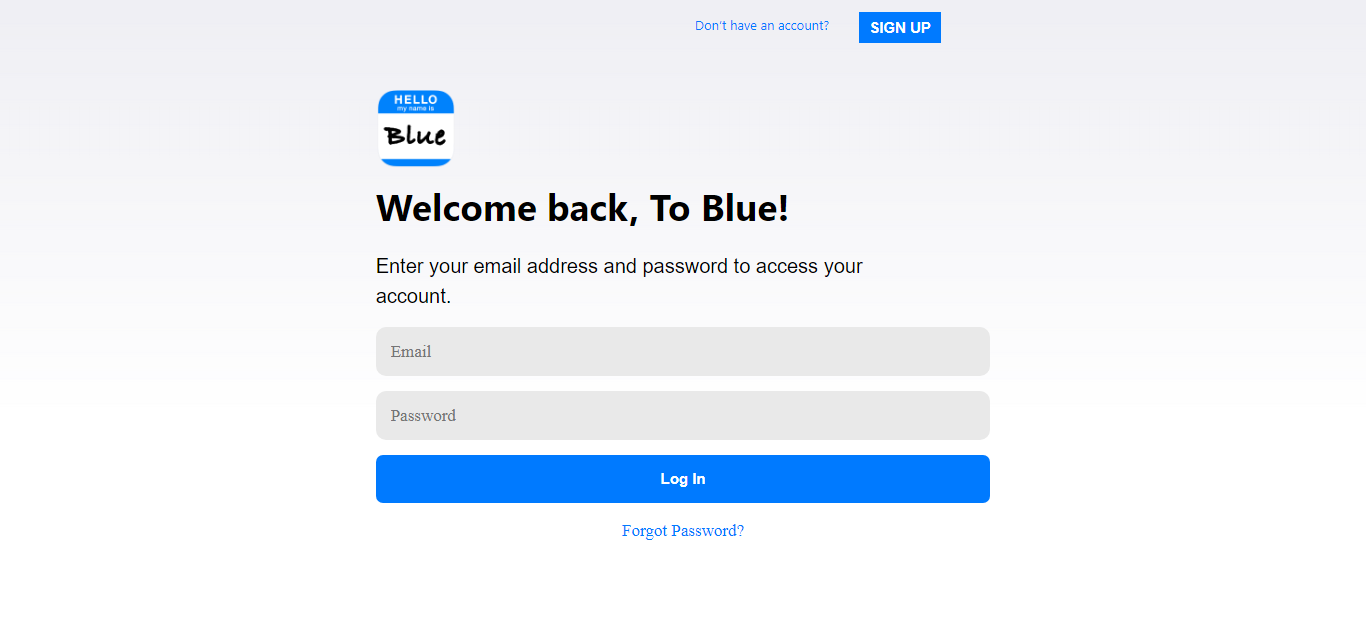 Don't have an account?
SIGN UP
HELLO
my name is
Blue
Welcome back, To Blue!
Enter your email address and password to access your
account.
Email
Password
Log In
Forgot Password?